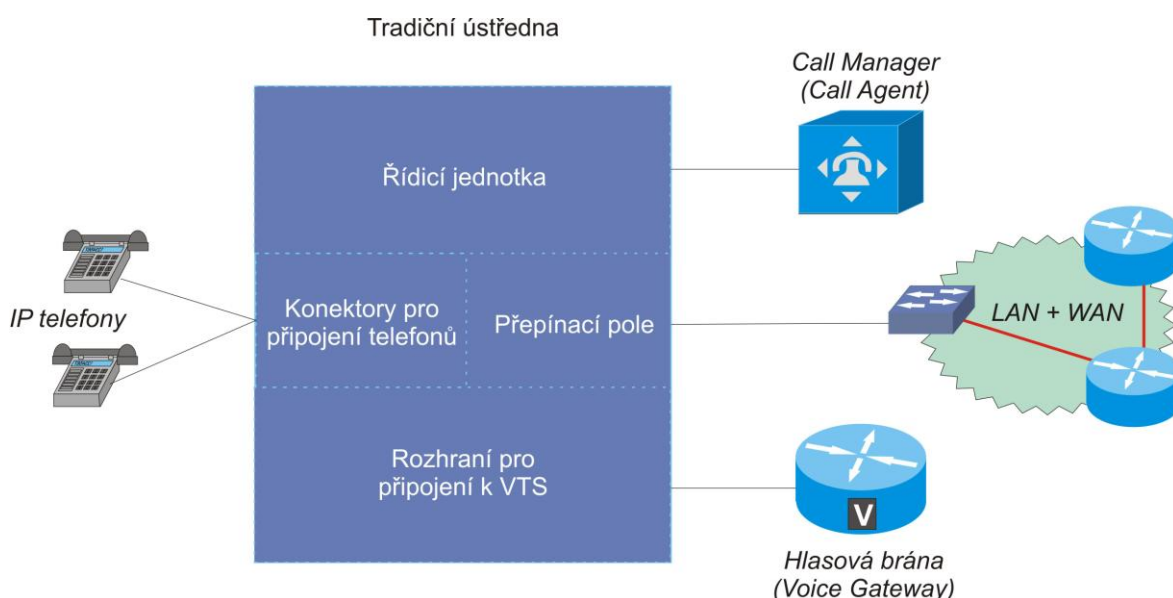 Tradiční ústředna
Call Manager
(Call Agent)
Řídicí jednotka
IP telefony
Konektory pro
připojení telefonů
Přepínací pole
LAN + WAN
Rozhraní pro
připojení k VTS
V
Hlasová brána
(Voice Gateway)